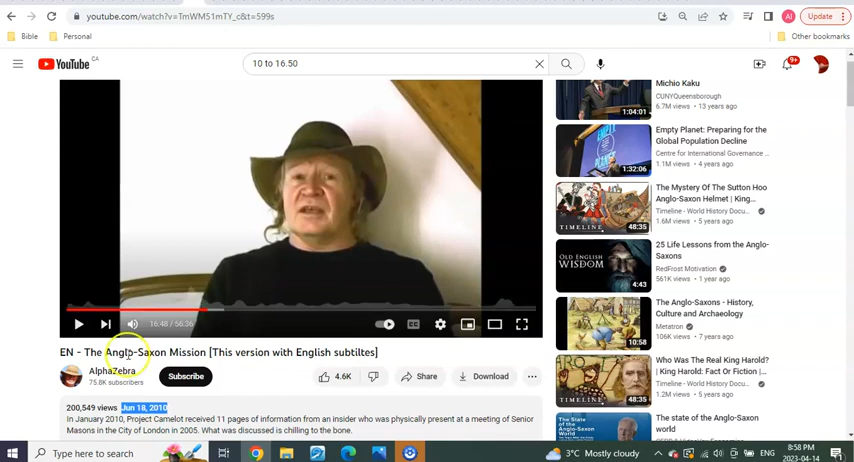 youtube.com/watch?v=TmWM51mTY_c&t=599s
AI
Update
Bible
Personal
Other bookmarks
YouTube CA
10 to 16.50
9+
Michio Kaku
CUNYQueensborough
6.7M views • 13 years ago
1:04:01
Empty Planet: Preparing for the
Global Population Decline
Centre for International Governance ...
1.1M views • 4 years ago
1:32:06
The Mystery Of The Sutton Hoo
Anglo-Saxon Helmet | King...
Timeline - World History Docu...
1.6M views • 5 years ago
TIMELINE
48:35
25 Life Lessons from the Anglo-
Saxons
RedFrost Motivation
613K views • 1 year ago
OLD ENGLISH
WISDOM
4:43
The Anglo-Saxons - History,
Culture and Archaeology
Metatron
106K views • 7 years ago
10:58
Who Was The Real King Harold?
| King Harold: Fact Or Fiction |...
Timeline - World History Docu...
1.2M views • 5 years ago
TIMELINE
48:35
The state of the Anglo-Saxon
world
The State of the
Anglo-Saxon
World
16:48 / 56:36
CC
EN - The Anglo-Saxon Mission [This version with English subtiltes]
AlphaZebra
75.8K subscribers
Subscribe
4.6K
Share
Download
200,549 views Jun 18, 2010
In January 2010, Project Camelot received 11 pages of information from an insider who was physically present at a meeting of Senior
Masons in the City of London in 2005. What was discussed is chilling to the bone.
Type here to search
3°C Mostly cloudy
ENG
8:58 PM
2023-04-14